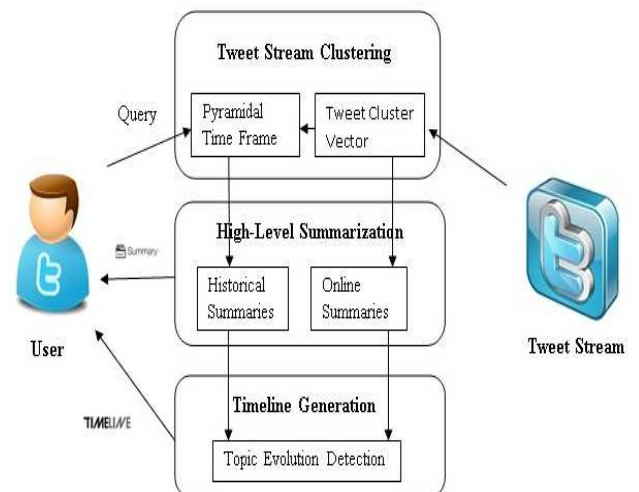 Tweet Stream Clustering
Query
Pyramidal
Time Frame
Tweet Cluster
Vector
High-Level Summarization
Summary
Historical
Summaries
Online
Summaries
User
Tweet Stream
Timeline Generation
TIMELINE
Topic Evolution Detection